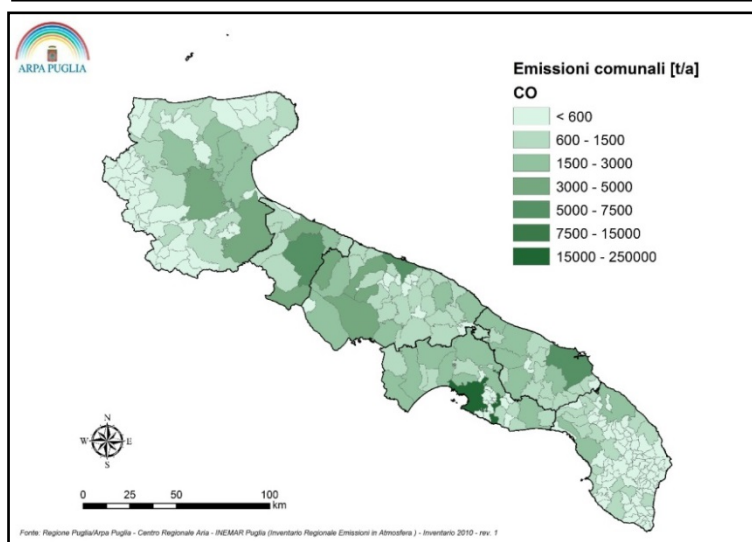 ARPA PUGLIA
Emissioni comunali [t/a]
CO
< 600
600 - 1500
1500 - 3000
3000 - 5000
5000 - 7500
7500 - 15000
15000 - 250000
N
W E
S
0 25 50 100
km
Fonte: Regione Puglia/Arpa Puglia - Centro Regionale Aria - INEMAR Puglia (Inventario Regionale Emissioni in Atmosfera ) - Inventario 2010 - rev. 1